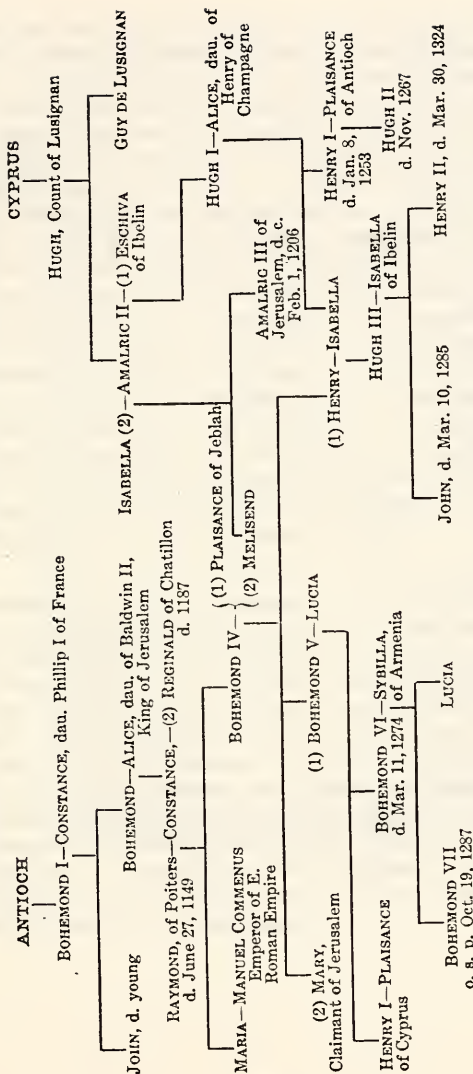 ANTIOCH
BOHEMOND I—CONSTANCE, dau. Phillip I of France
JOHN, d. young
BOHEMOND—ALICE, dau. of Baldwin II,
King of Jerusalem
RAYMOND, of Poiters—CONSTANCE,—(2) REGINALD of Chatillon
d. June 27, 1149
d. 1187
MARIA—MANUEL COMMENUS
Emperor of E.
Roman Empire
BOHEMOND IV—
(1) PLAISANCE of Jeblah
(2) MELISEND
(2) MARY,
Claimant of Jerusalem
(1) BOHEMOND V—LUCIA
(1) HENRY—ISABELLA
HENRY I—PLAISANCE
of Cyprus
BOHEMOND VI—SYBILLA,
d. Mar. 11, 1274
of Armenia
HUGH III—ISABELLA
of Ibelin
BOHEMOND VII
o. s. p. Oct. 19, 1287
LUCIA
JOHN, d. Mar. 10, 1285
HENRY II, d. Mar. 30, 1324
CYPRUS
HUGH, Count of Lusignan
ISABELLA (2)—AMALRIC II—(1) ESCHIVA
of Ibelin
GUY DE LUSIGNAN
AMALRIC III of
Jerusalem, d. c.
Feb. 1, 1206
HUGH I—ALICE, dau. of
Henry of
Champagne
HENRY I—PLAISANCE
d. Jan. 8,
of Antioch
1253
HUGH II
d. Nov. 1267